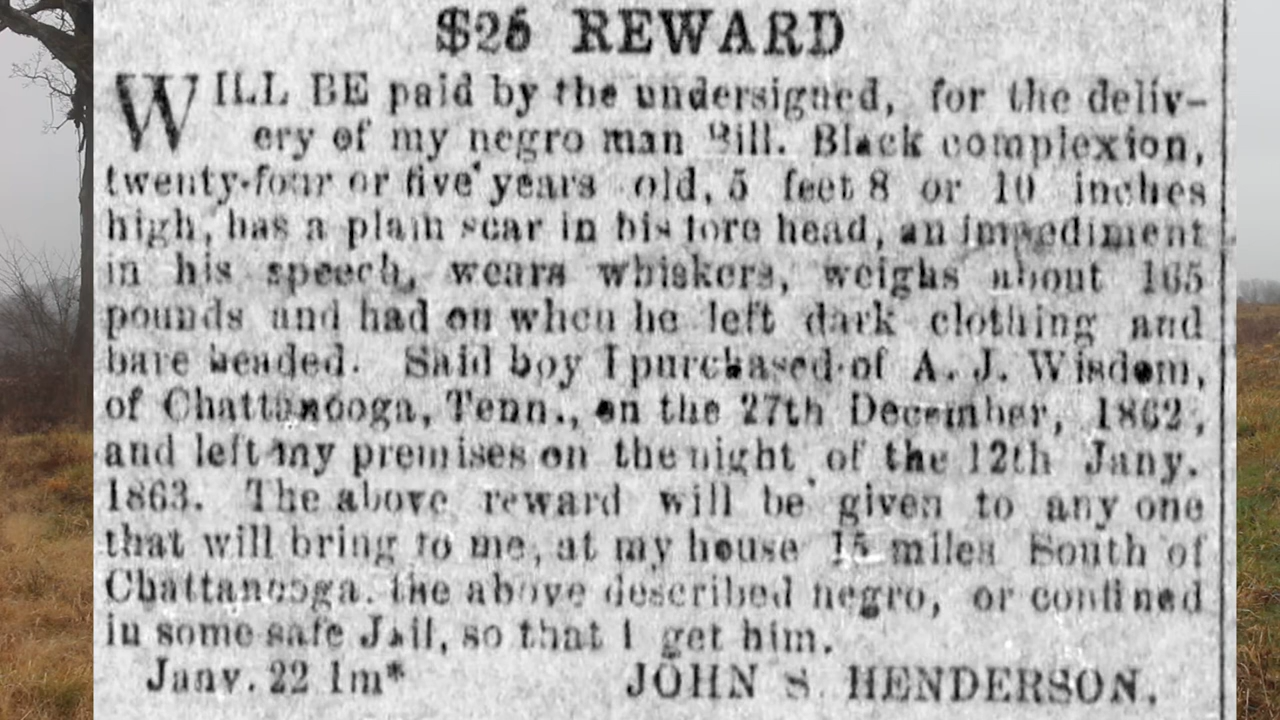 $25 REWARD
WILL BE paid by the undersigned, for the deliv-
ery of my negro man Bill. Black complexion,
twenty-four or five years old, 5 feet 8 or 10 inches
high, has a plain scar in his fore head, an impediment
in his speech, wears whiskers, weighs about 165
pounds and had on when he left dark clothing and
bare headed. Said boy I purchased of A. J. Wisdom,
of Chattanooga, Tenn., on the 27th December, 1862,
and left my premises on the night of the 12th Jany.
1863. The above reward will be given to any one
that will bring to me, at my house 15 miles South of
Chattanooga. the above described negro, or confined
in some safe Jail, so that I get him.
Jany. 22 1m* JOHN S. HENDERSON.